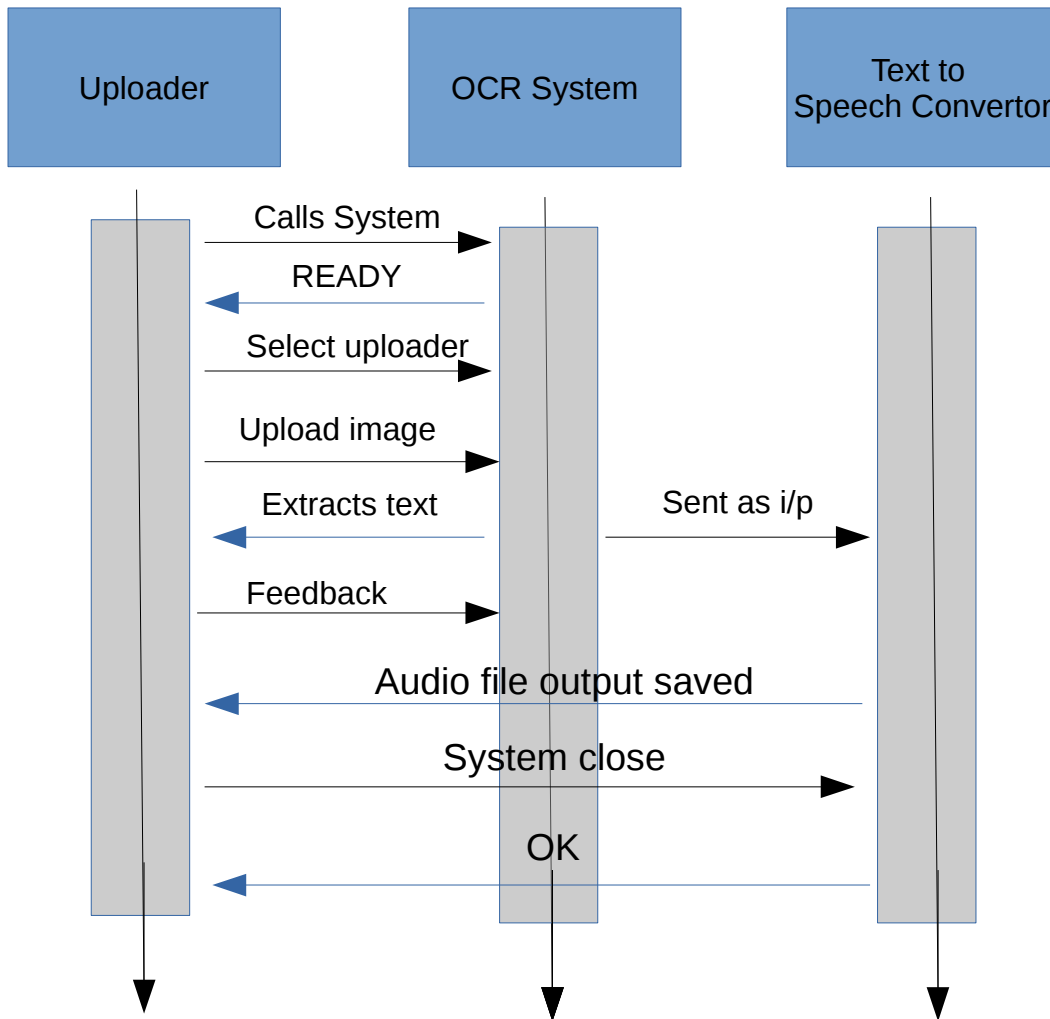 Uploader
OCR System
Text to
Speech Convertor
Calls System
READY
Select uploader
Upload image
Extracts text
Sent as i/p
Feedback
Audio file output saved
System close
OK